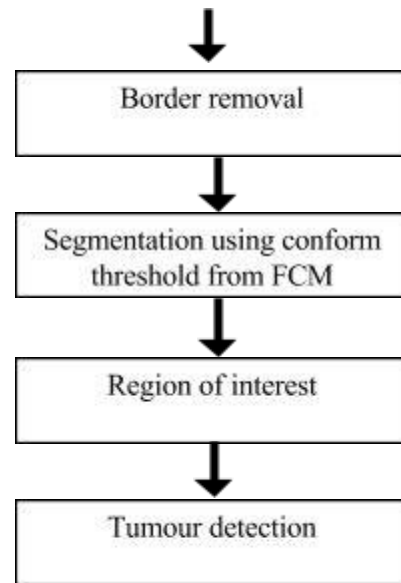 Border removal
Segmentation using conform
threshold from FCM
Region of interest
Tumour detection